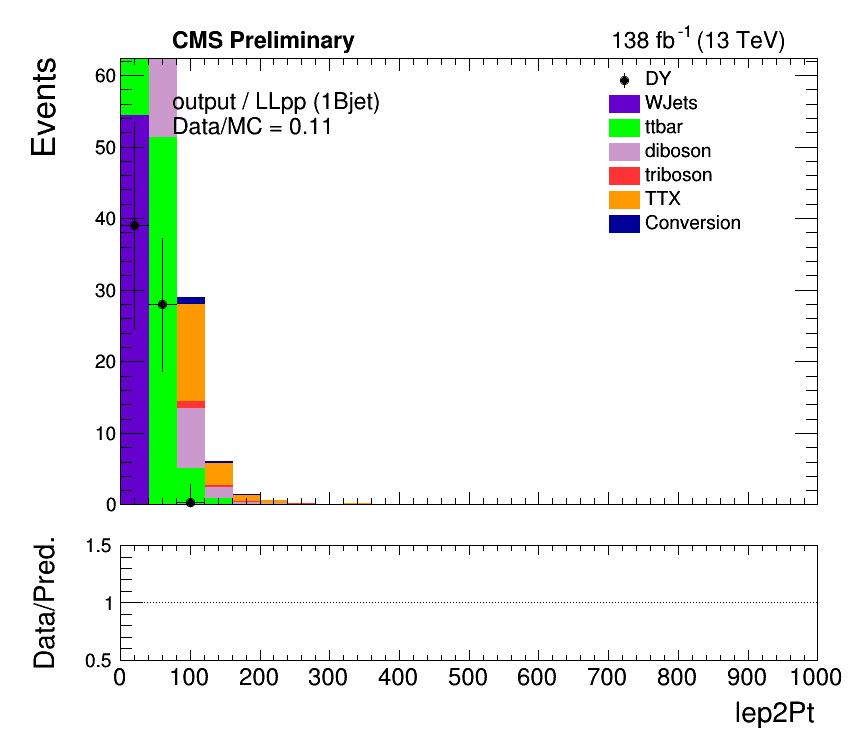 CMS Preliminary
138 fb-1 (13 TeV)
output / LLpp (1Bjet)
Data/MC = 0.11
DY
WJets
ttbar
diboson
triboson
TTX
Conversion
Events
60
50
40
30
20
10
0
Data/Pred.
1.5
1
0.5
0 100 200 300 400 500 600 700 800 900 1000
lep2Pt